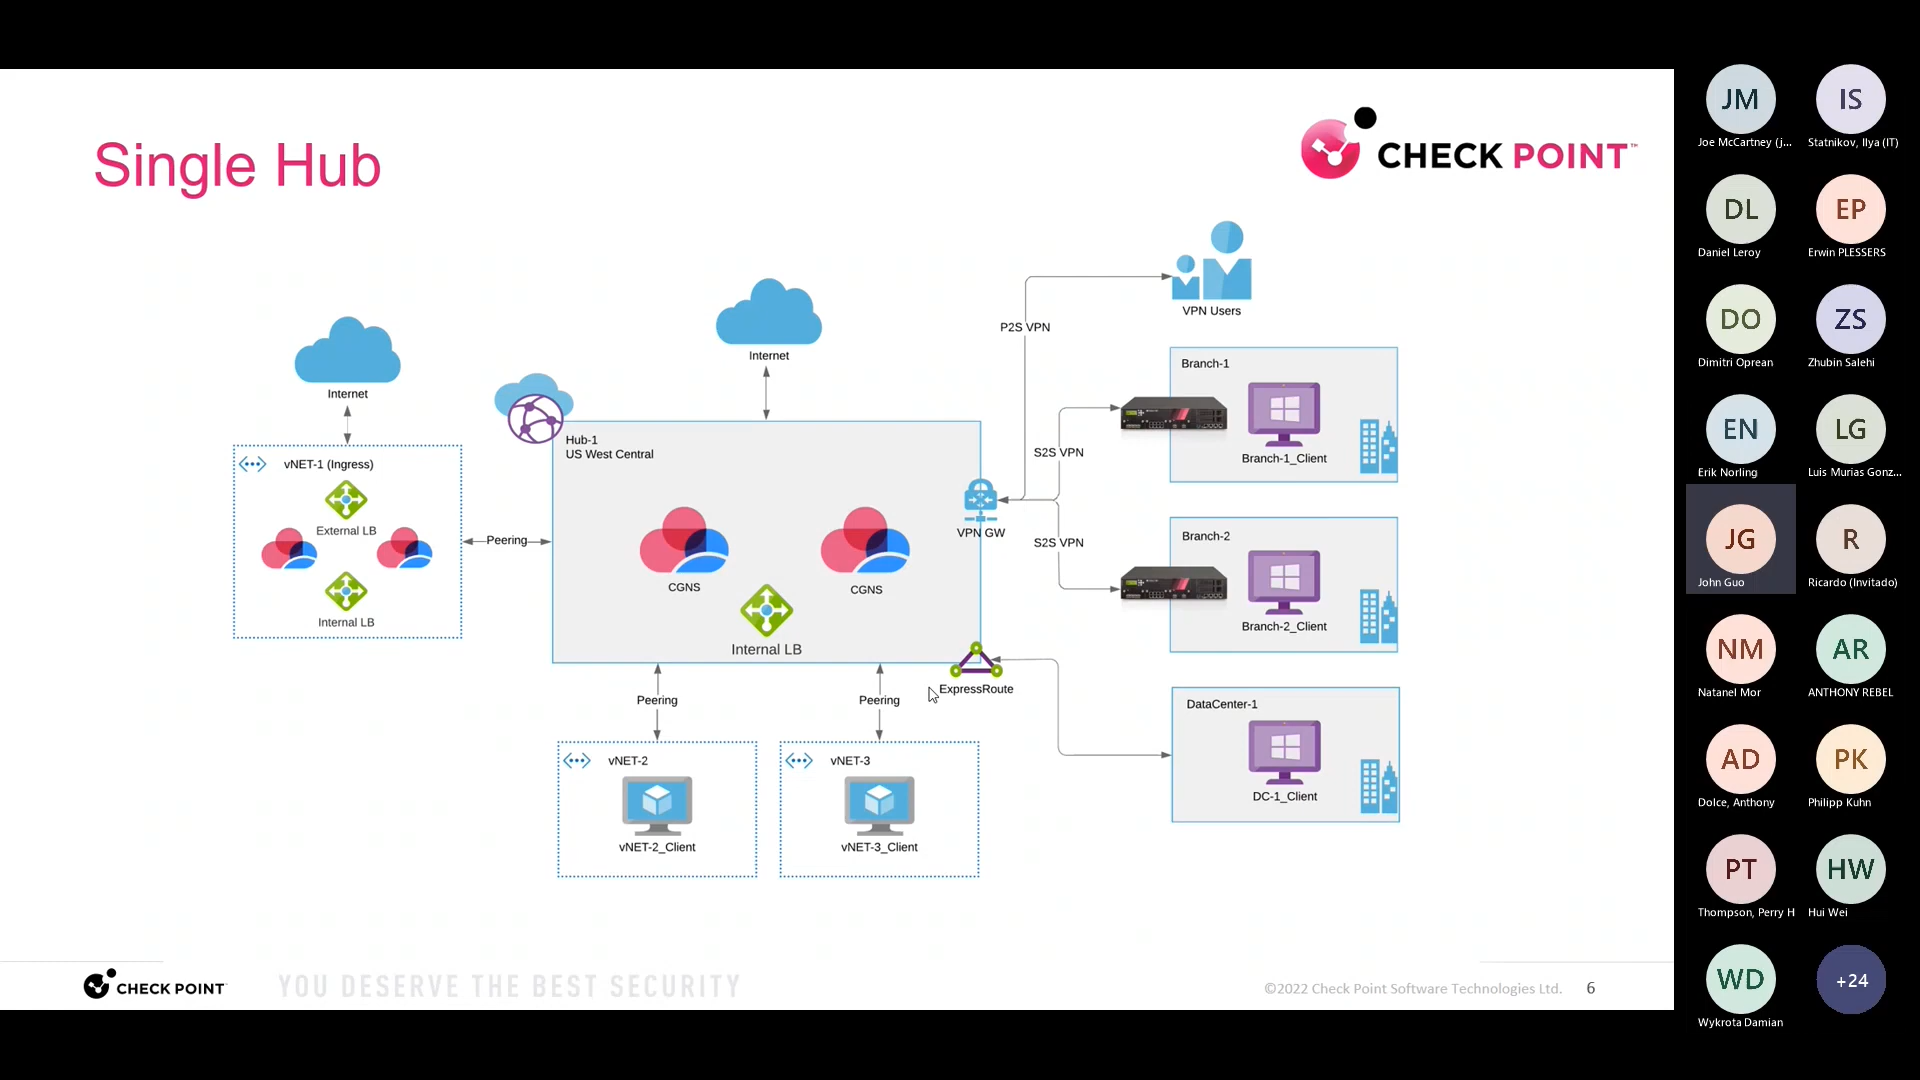 Single Hub
CHECK POINT™
VPN Users
P2S VPN
Internet
Internet
Branch-1
Branch-1_Client
Hub-1
US West Central
vNET-1 (Ingress)
External LB
Internal LB
Peering
CGNS
CGNS
Internal LB
VPN GW
S2S VPN
S2S VPN
Branch-2
Branch-2_Client
ExpressRoute
Peering
Peering
DataCenter-1
DC-1_Client
vNET-2
vNET-2_Client
vNET-3
vNET-3_Client
CHECK POINT
YOU DESERVE THE BEST SECURITY
©2022 Check Point Software Technologies Ltd.
6
JM
Joe McCartney (j...
IS
Statnikov, Ilya (IT)
DL
Daniel Leroy
EP
Erwin PLESSERS
DO
Dimitri Oprean
ZS
Zhubin Salehi
EN
Erik Norling
LG
Luis Murias Gonz...
JG
John Guo
R
Ricardo (Invitado)
NM
Natanel Mor
AR
ANTHONY REBEL
AD
Dolce, Anthony
PK
Philipp Kuhn
PT
Thompson, Perry H
HW
Hui Wei
WD
Wykrota Damian
+24